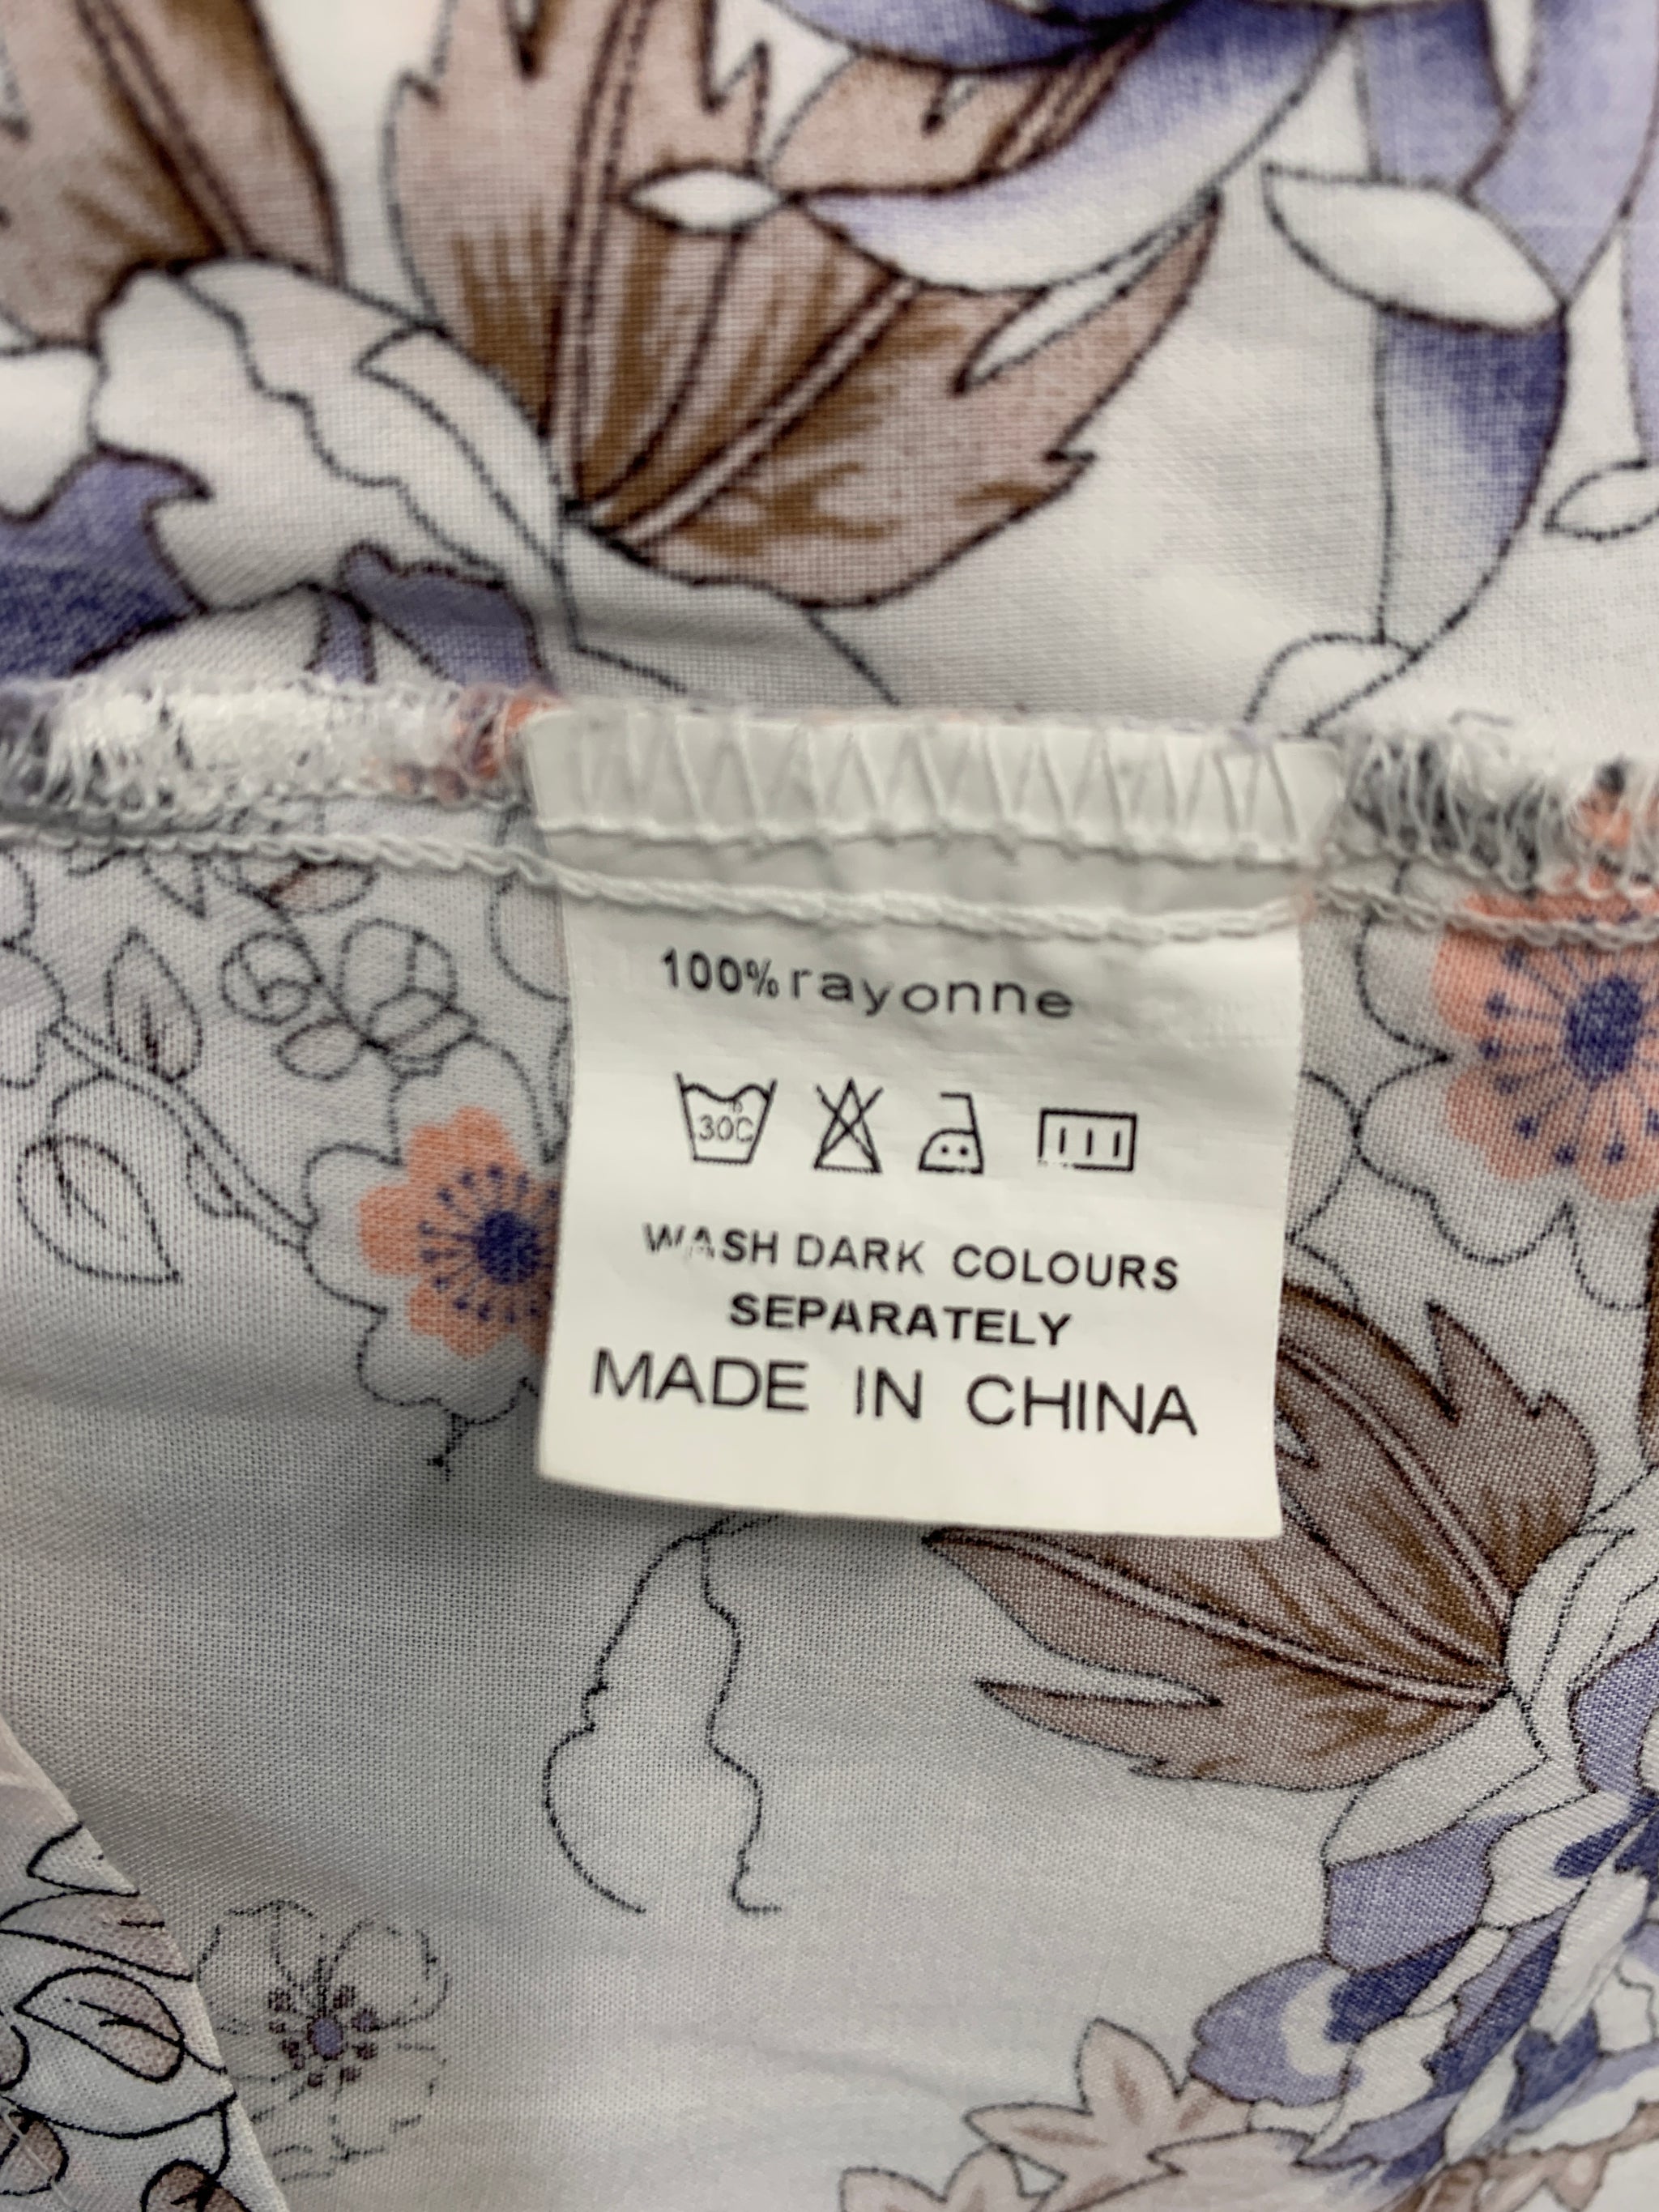 100% rayonne
30C
WASH DARK COLOURS
SEPARATELY
MADE IN CHINA